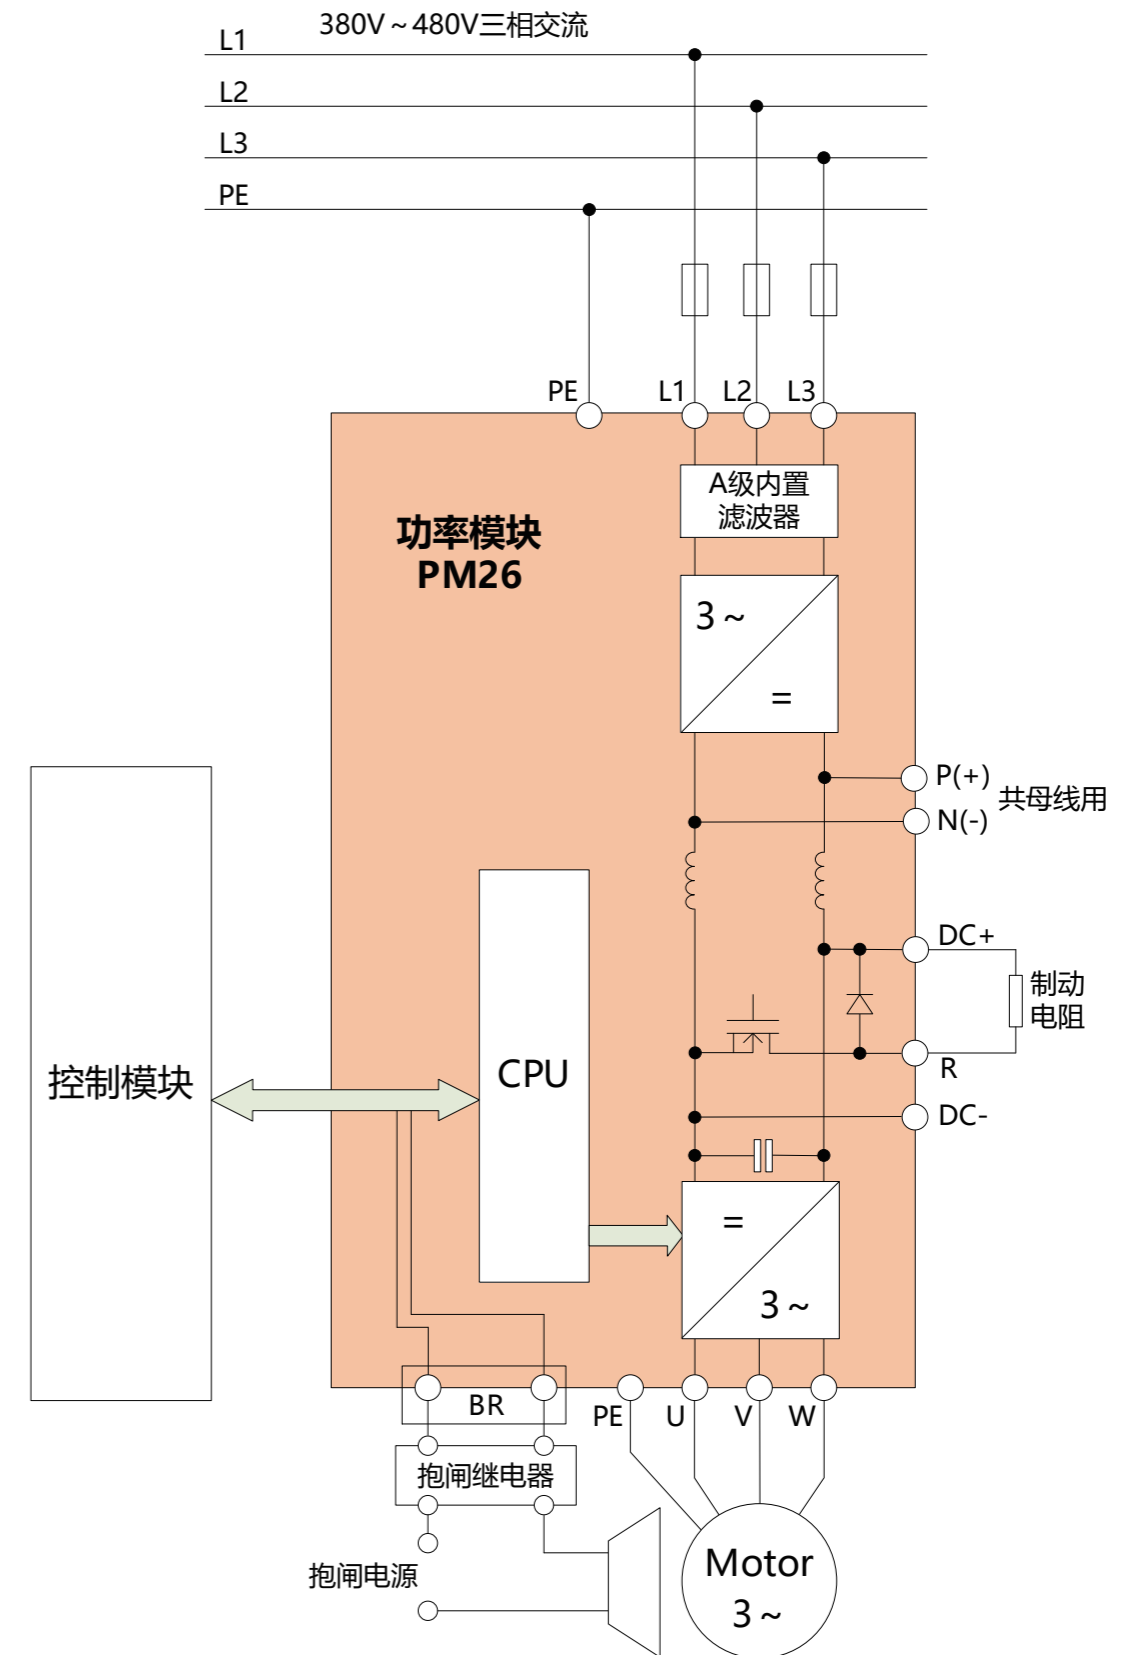 380V～480V三相交流
L1
L2
L3
PE
PE
L1
L2
L3
A级内置
滤波器
功率模块
PM26
3～
=
P(+)
N(-)
共母线用
DC+
制动
电阻
R
DC-
CPU
控制模块
=
3～
BR
PE
U
V
W
抱闸继电器
抱闸电源
Motor
3～